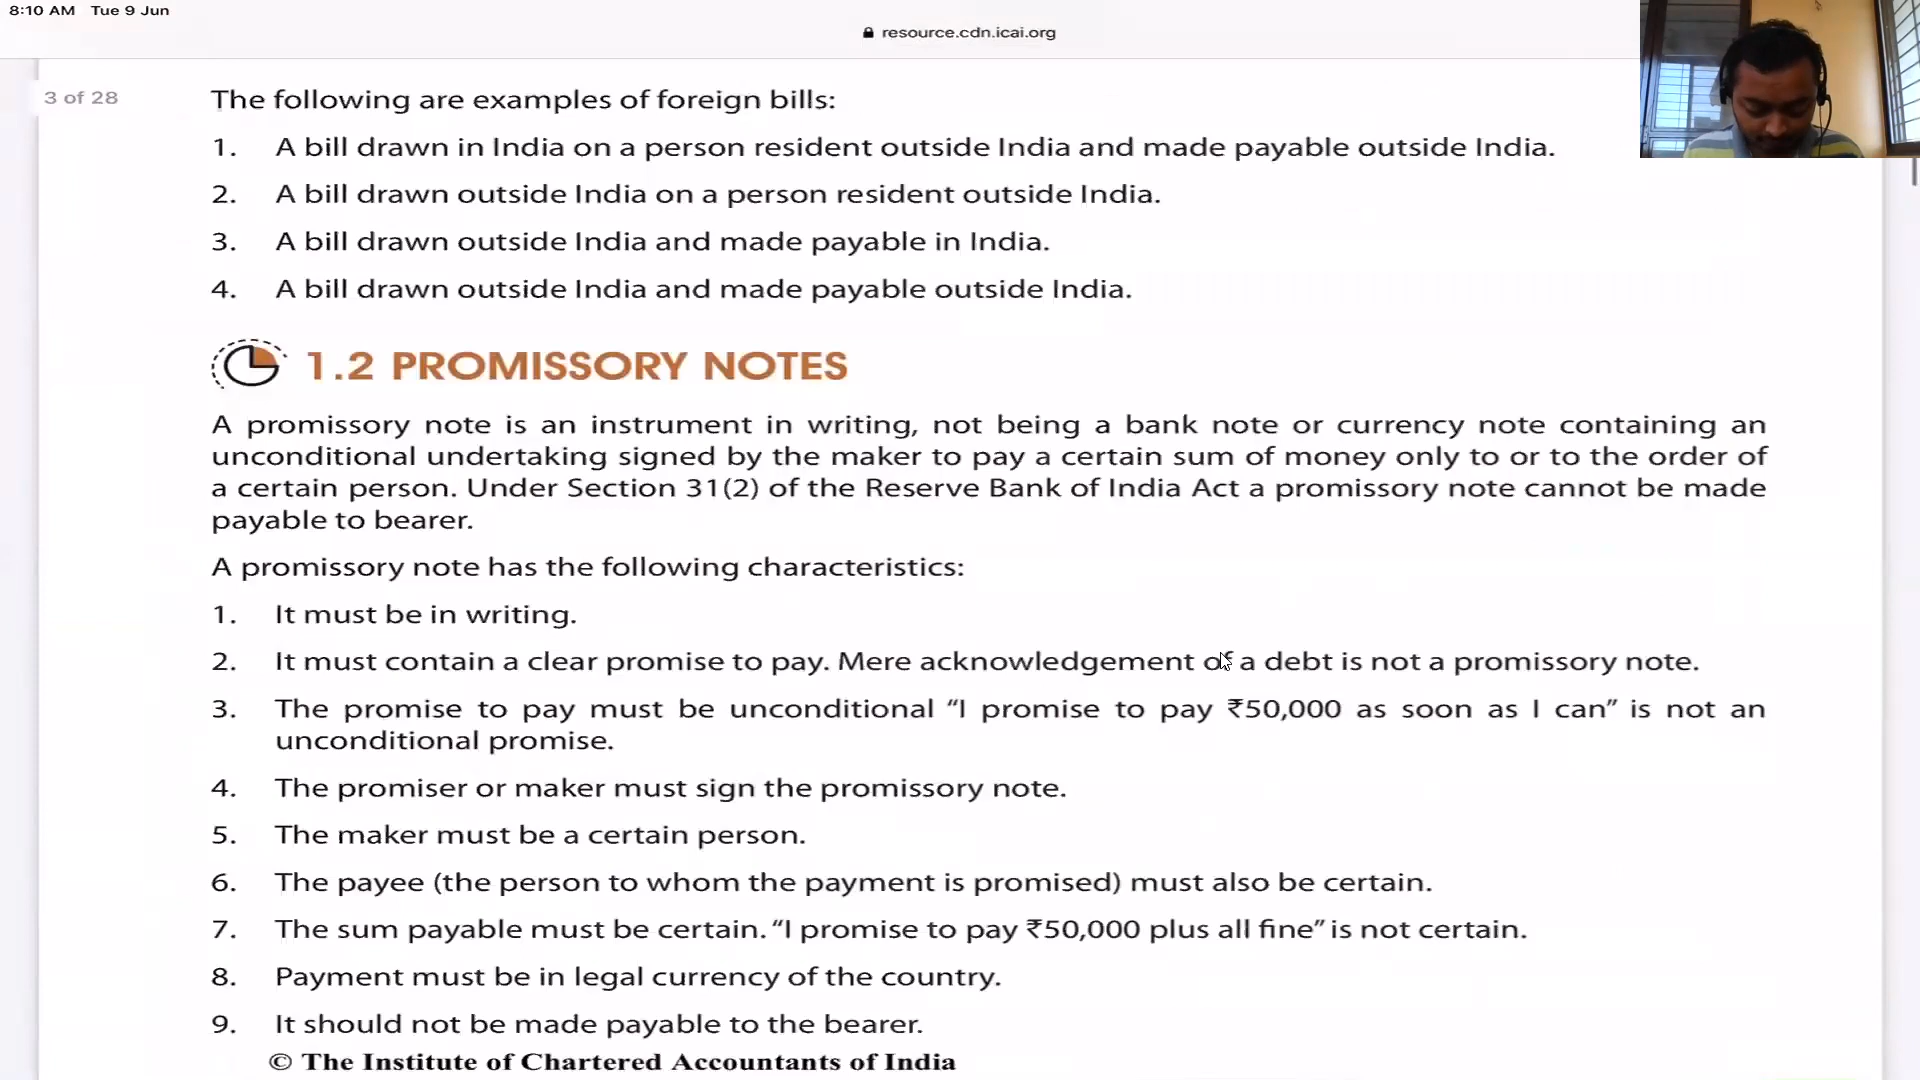 8:10 AM Tue 9 Jun
resource.cdn.icai.org
3 of 28
The following are examples of foreign bills:
1. A bill drawn in India on a person resident outside India and made payable outside India.
2. A bill drawn outside India on a person resident outside India.
3. A bill drawn outside India and made payable in India.
4. A bill drawn outside India and made payable outside India.
1.2 PROMISSORY NOTES
A promissory note is an instrument in writing, not being a bank note or currency note containing an
unconditional undertaking signed by the maker to pay a certain sum of money only to or to the order of
a certain person. Under Section 31(2) of the Reserve Bank of India Act a promissory note cannot be made
payable to bearer.
A promissory note has the following characteristics:
1. It must be in writing.
2. It must contain a clear promise to pay. Mere acknowledgement of a debt is not a promissory note.
3. The promise to pay must be unconditional “I promise to pay ₹50,000 as soon as I can” is not an
unconditional promise.
4. The promiser or maker must sign the promissory note.
5. The maker must be a certain person.
6. The payee (the person to whom the payment is promised) must also be certain.
7. The sum payable must be certain. “I promise to pay ₹50,000 plus all fine” is not certain.
8. Payment must be in legal currency of the country.
9. It should not be made payable to the bearer.
© The Institute of Chartered Accountants of India